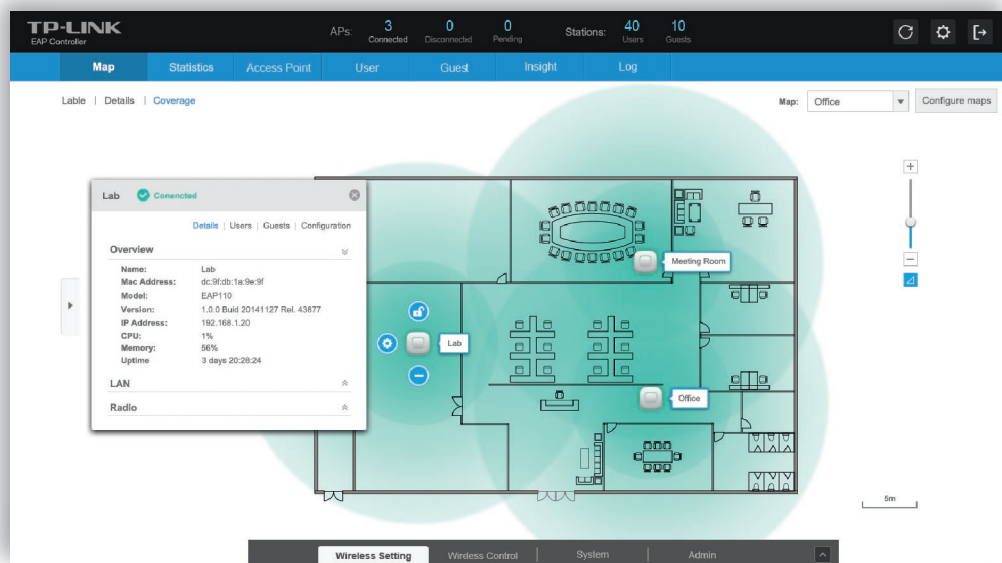 TP-LINK
EAP Controller
APs: 3 Connected 0 Disconnected 0 Pending Stations: 40 Users 10 Guests
Map Statistics Access Point User Guest Insight Log
Lable | Details | Coverage
Map: Office Configure maps
Lab Conencted
Details | Users | Guests | Configuration
Overview
Name: Lab
Mac Address: dc:9f:db:1a:9e:9f
Model: EAP110
Version: 1.0.0 Buid 20141127 Rel. 43877
IP Address: 192.168.1.20
CPU: 1%
Memory: 56%
Uptime 3 days 20:28:24
LAN
Radio
Meeting Room
Lab
Office
5m
Wireless Setting Wireless Control | System | Admin